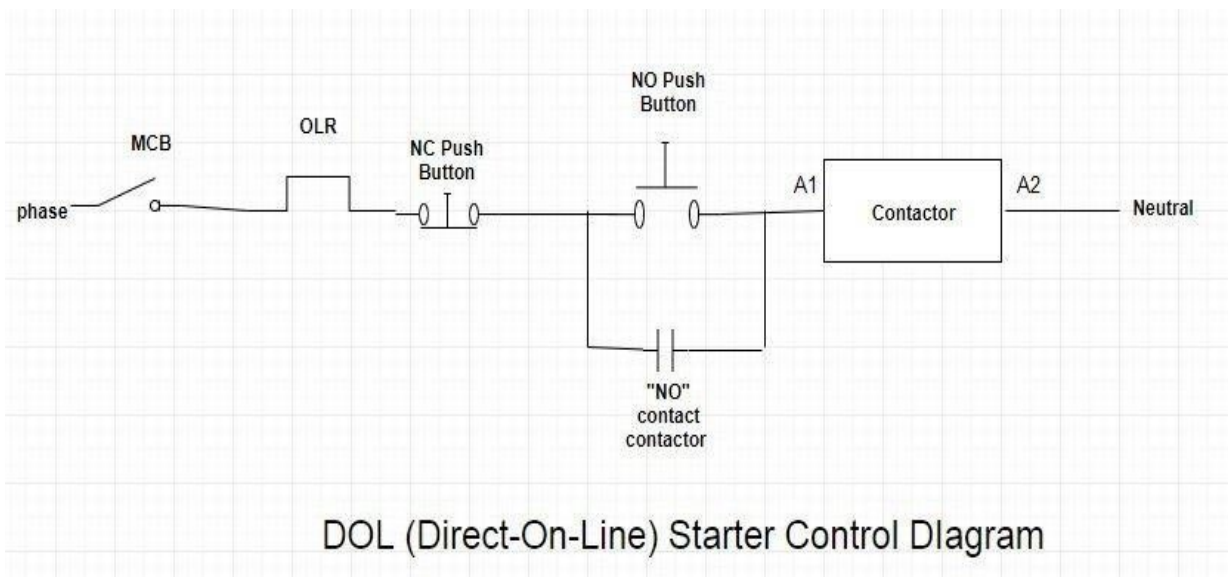 NO Push
Button
OLR
MCB
NC Push
Button
A1
A2
phase
Contactor
Neutral
"NO"
contact
contactor
DOL (Direct-On-Line) Starter Control DIagram